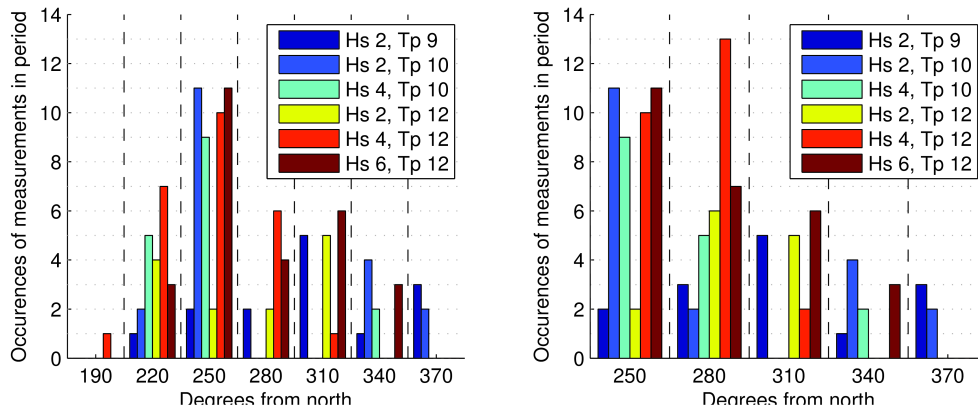 14
12
10
8
6
4
2
0
Occurences of measurements in period
Hs 2, Tp 9
Hs 2, Tp 10
Hs 4, Tp 10
Hs 2, Tp 12
Hs 4, Tp 12
Hs 6, Tp 12
190 220 250 280 310 340 370
Degrees from north
14
12
10
8
6
4
2
0
Occurences of measurements in period
Hs 2, Tp 9
Hs 2, Tp 10
Hs 4, Tp 10
Hs 2, Tp 12
Hs 4, Tp 12
Hs 6, Tp 12
250 280 310 340 370
Degrees from north